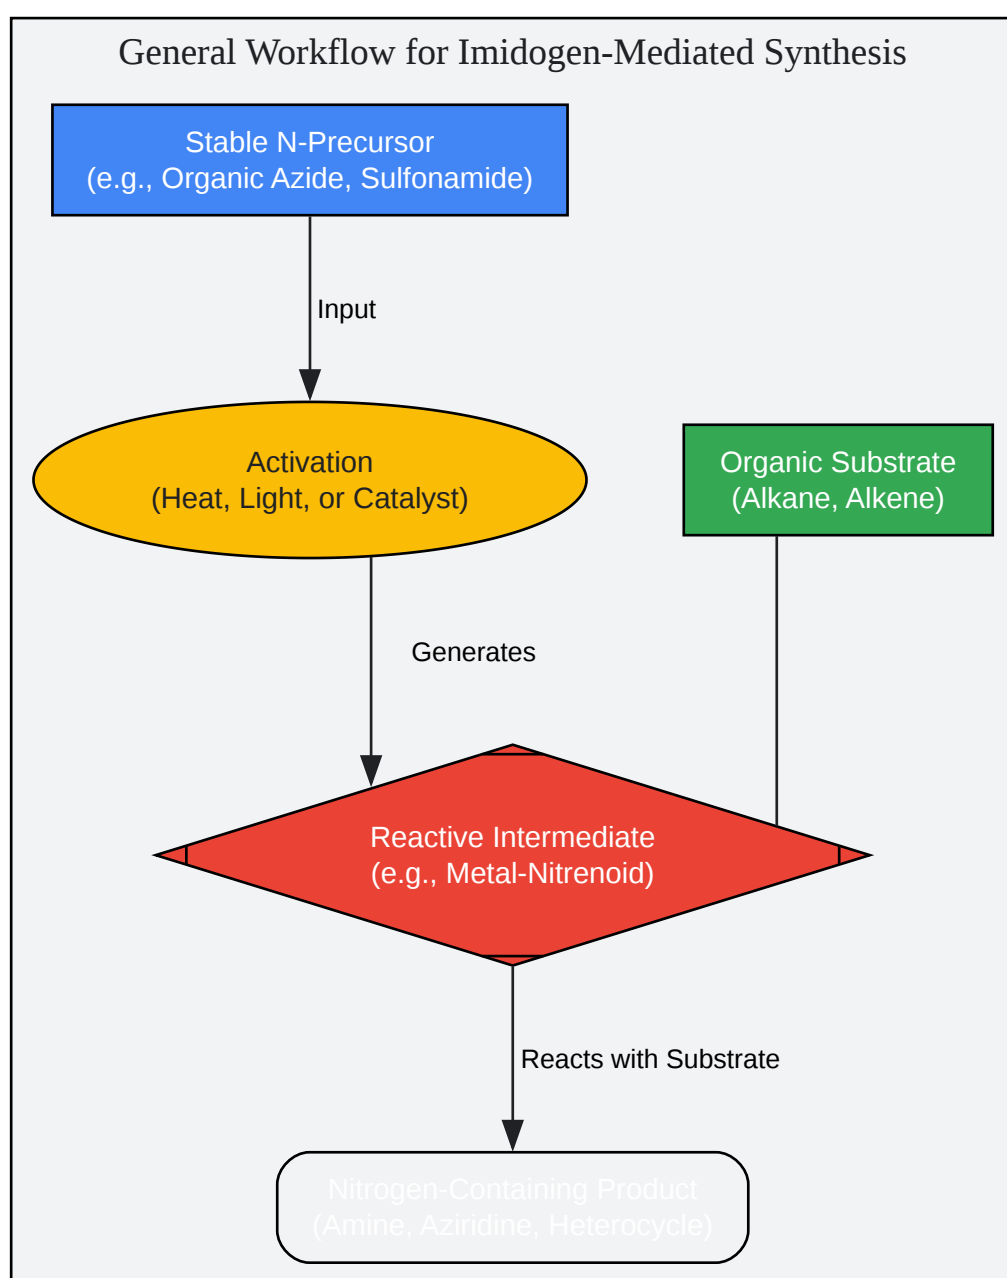 General Workflow for Imidogen-Mediated Synthesis
Stable N-Precursor
(e.g., Organic Azide, Sulfonamide)
Input
Activation
(Heat, Light, or Catalyst)
Organic Substrate
(Alkane, Alkene)
Generates
Reactive Intermediate
(e.g., Metal-Nitrenoid)
Reacts with Substrate
Nitrogen-Containing Product
(Amine, Aziridine, Heterocycle)